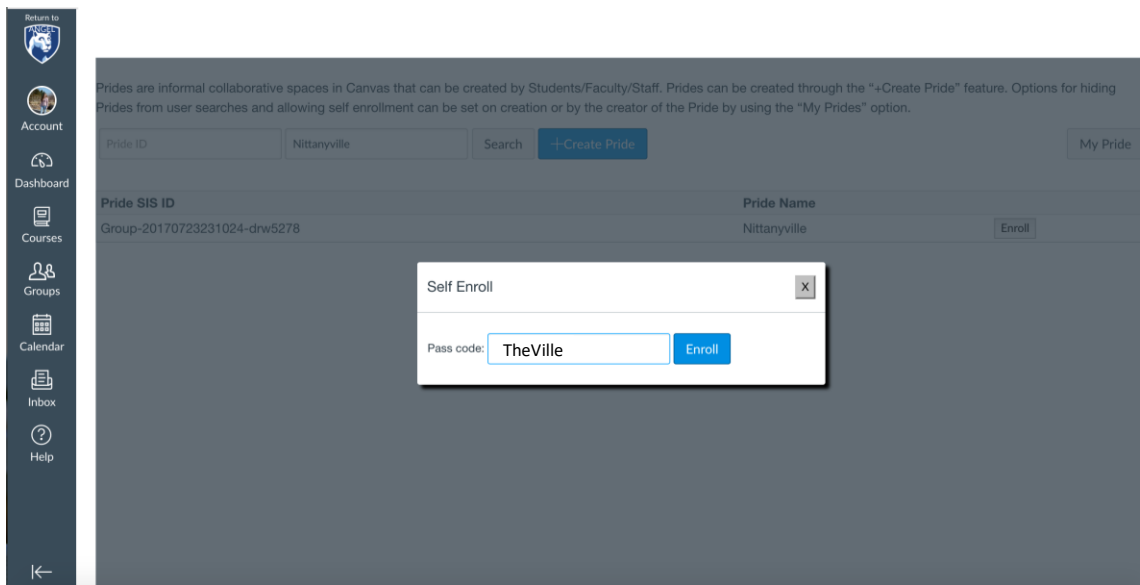 Return to
ANGEL
Account
Dashboard
Courses
Groups
Calendar
Inbox
Help
Prides are informal collaborative spaces in Canvas that can be created by Students/Faculty/Staff. Prides can be created through the “+Create Pride” feature. Options for hiding
Prides from user searches and allowing self enrollment can be set on creation or by the creator of the Pride by using the “My Prides” option.
Pride ID Nittanyville Search +Create Pride My Pride
Pride SIS ID Pride Name
Group-20170723231024-drw5278 Nittanyville Enroll
Self Enroll X
Pass code: TheVille Enroll